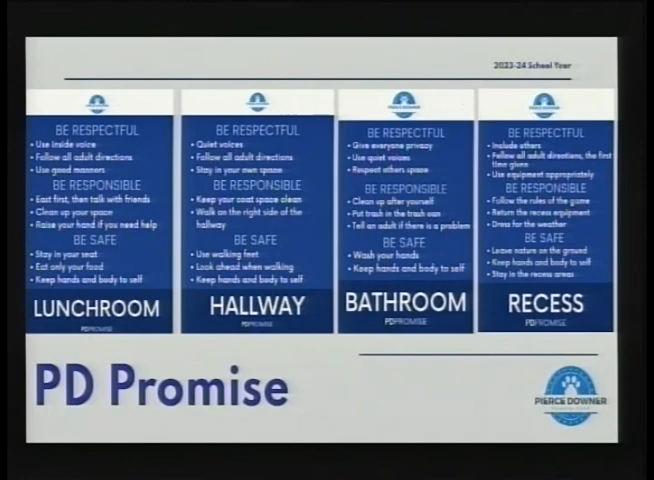 2023-24 School Year
BE RESPECTFUL
• Use inside voice
• Follow all adult directions
• Use good manners
BE RESPONSIBLE
• East first, then talk with friends
• Clean up your space
• Raise your hand if you need help
BE SAFE
• Stay in your seat
• Eat only your food
• Keep hands and body to self
LUNCHROOM
PDPROMISE
BE RESPECTFUL
• Quiet voices
• Follow all adult directions
• Stay in your own space
BE RESPONSIBLE
• Keep your coat space clean
• Walk on the right side of the
hallway
BE SAFE
• Use walking feet
• Look ahead when walking
• Keep hands and body to self
HALLWAY
PDPROMISE
BE RESPECTFUL
• Give everyone privacy
• Use quiet voices
• Respect others space
BE RESPONSIBLE
• Clean up after yourself
• Put trash in the trash can
• Tell an adult if there is a problem
BE SAFE
• Wash your hands
• Keep hands and body to self
BATHROOM
PDPROMISE
BE RESPECTFUL
• Include others
• Follow all adult directions, the first
time given
• Use equipment appropriately
BE RESPONSIBLE
• Follow the rules of the game
• Return the recess equipment
• Dress for the weather
BE SAFE
• Leave nature on the ground
• Keep hands and body to self
• Stay in the recess areas
RECESS
PDPROMISE
PD Promise
PIERCE DOWNER